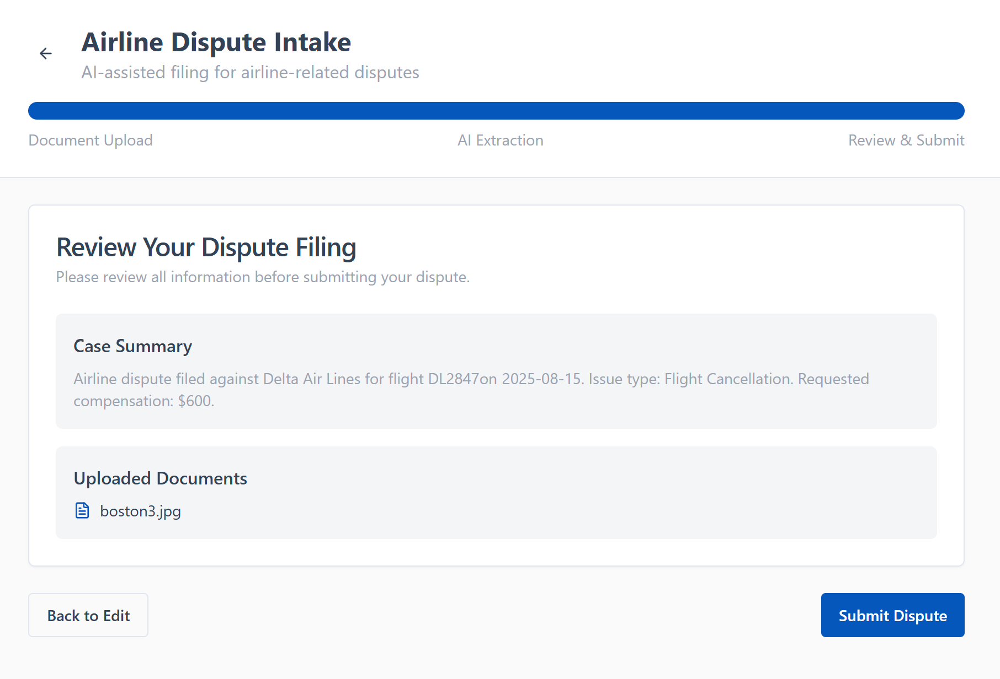 Airline Dispute Intake
AI-assisted filing for airline-related disputes
Document Upload
AI Extraction
Review & Submit
Review Your Dispute Filing
Please review all information before submitting your dispute.
Case Summary
Airline dispute filed against Delta Air Lines for flight DL2847on 2025-08-15. Issue type: Flight Cancellation. Requested
compensation: $600.
Uploaded Documents
boston3.jpg
Back to Edit
Submit Dispute